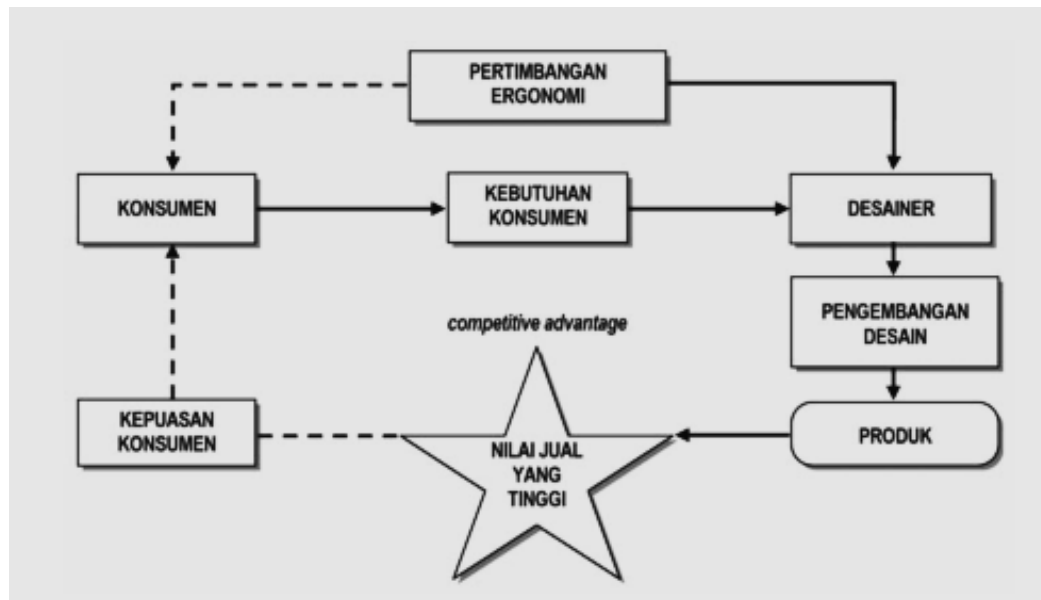 PERTIMBANGAN
ERGONOMI
KONSUMEN
KEBUTUHAN
KONSUMEN
DESAINER
PENGEMBANGAN
DESAIN
competitive advantage
KEPUASAN
KONSUMEN
NILAI JUAL
YANG
TINGGI
PRODUK